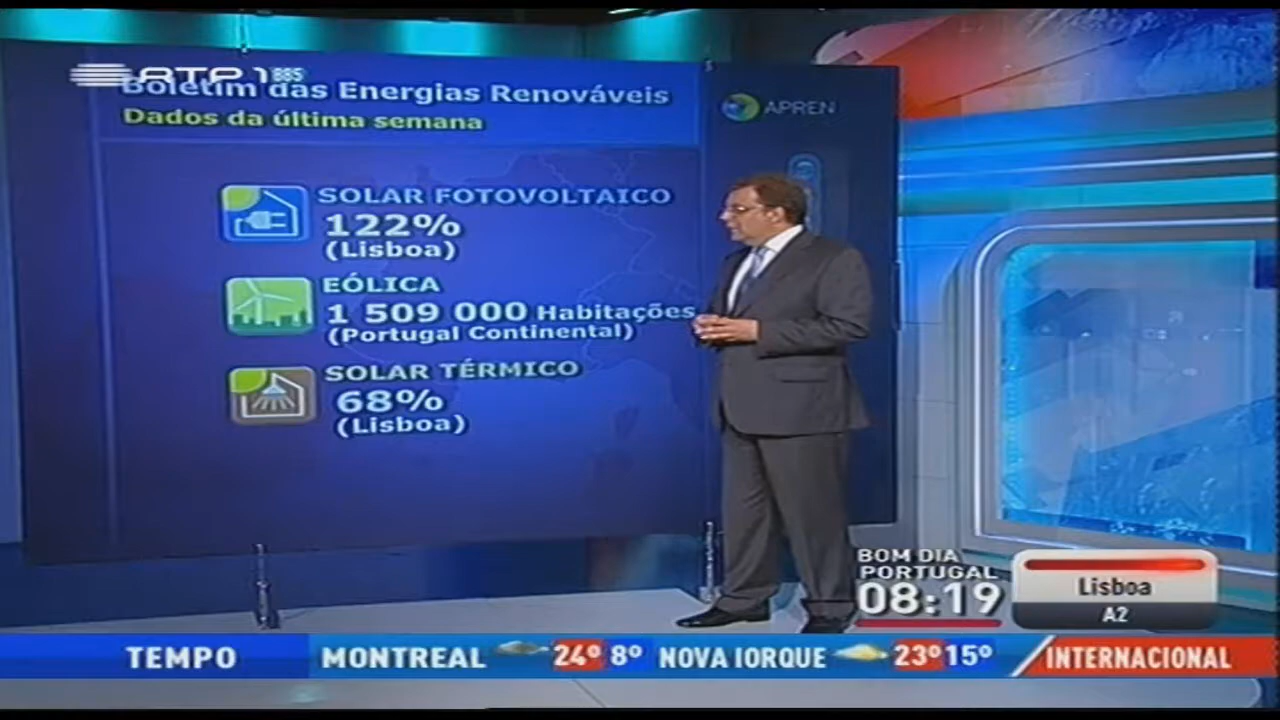 RTP1 885
Boletim das Energias Renováveis
Dados da última semana
APREN
SOLAR FOTOVOLTAICO
122%
(Lisboa)
EÓLICA
1 509 000 Habitações
(Portugal Continental)
SOLAR TÉRMICO
68%
(Lisboa)
BOM DIA
PORTUGAL
08:19
Lisboa
A2
TEMPO MONTREAL 24º 8º NOVA IORQUE 23º 15º INTERNACIONAL